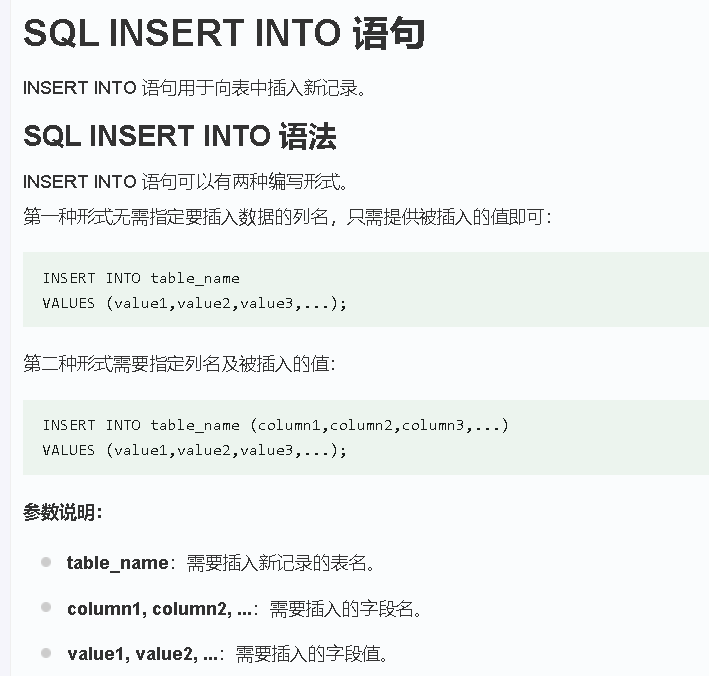 SQL INSERT INTO 语句
INSERT INTO 语句用于向表中插入新记录。
SQL INSERT INTO 语法
INSERT INTO 语句可以有两种编写形式。
第一种形式无需指定要插入数据的列名，只需提供被插入的值即可：
INSERT INTO table_name
VALUES (value1,value2,value3,...);
第二种形式需要指定列名及被插入的值：
INSERT INTO table_name (column1,column2,column3,...)
VALUES (value1,value2,value3,...);
参数说明：
table_name：需要插入新记录的表名。
column1, column2, ...：需要插入的字段名。
value1, value2, ...：需要插入的字段值。